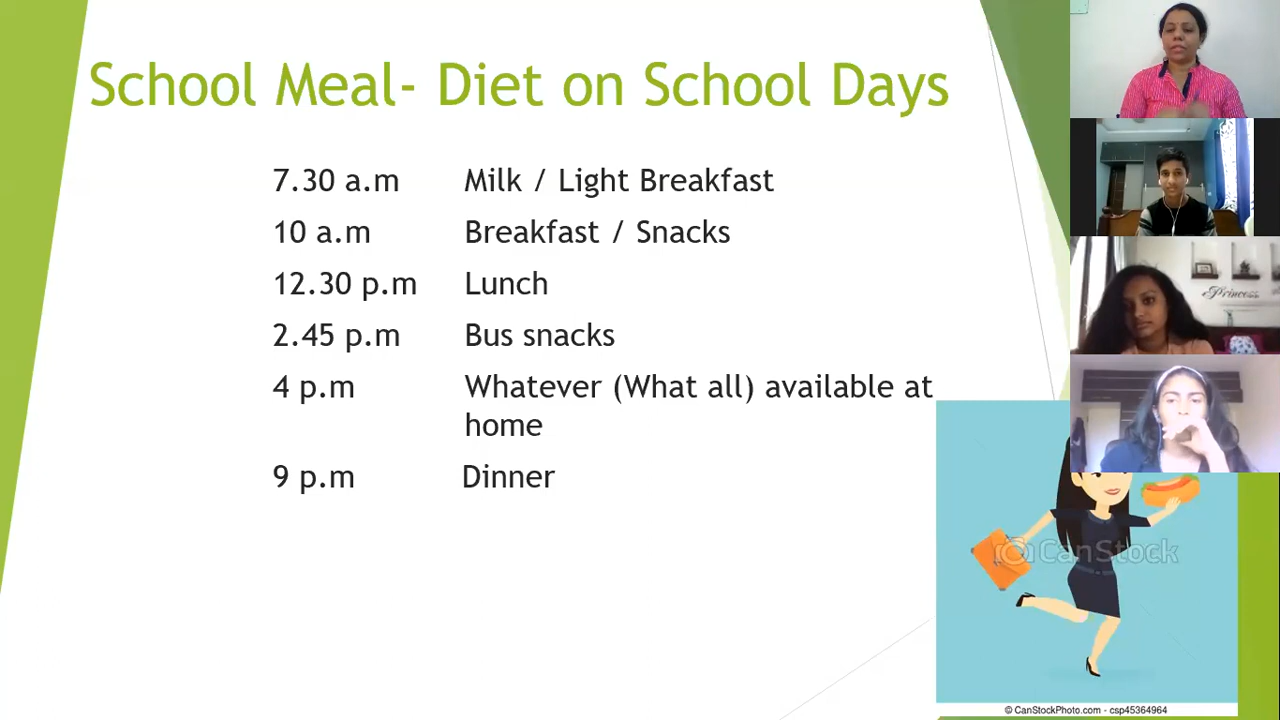 School Meal- Diet on School Days
7.30 a.m Milk / Light Breakfast
10 a.m Breakfast / Snacks
12.30 p.m Lunch
2.45 p.m Bus snacks
4 p.m Whatever (What all) available at
home
9 p.m Dinner
Princess
CanStock
© CanStockPhoto.com - csp45364964